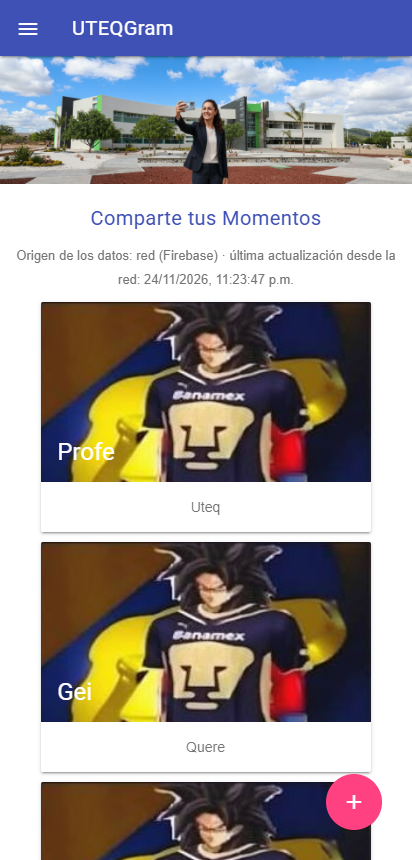 UTEQGram
Comparte tus Momentos
Origen de los datos: red (Firebase) · última actualización desde la
red: 24/11/2026, 11:23:47 p.m.
Banamex
Profe
Uteq
Banamex
Gei
Quere